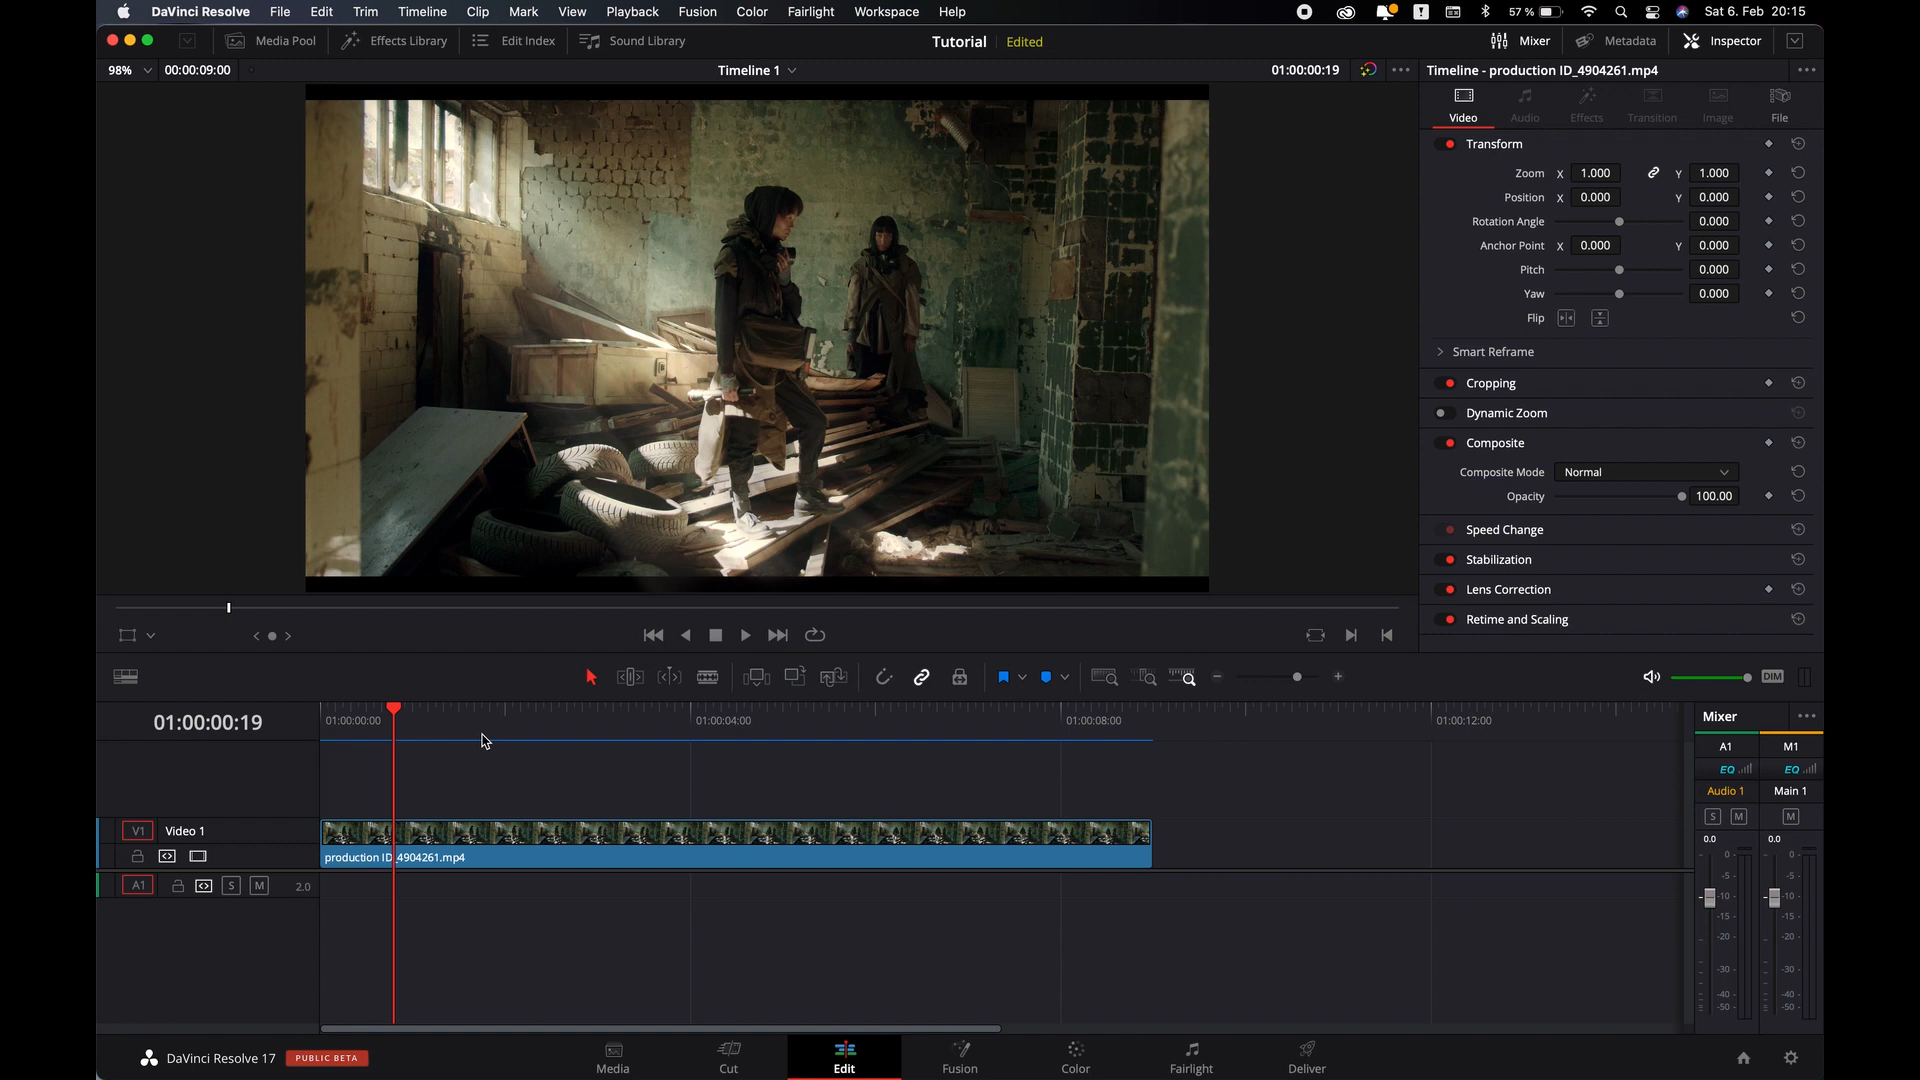 DaVinci Resolve File Edit Trim Timeline Clip Mark View Playback Fusion Color Fairlight Workspace Help 57 % Sat 6. Feb 20:15
Media Pool Effects Library Edit Index Sound Library Tutorial Edited Mixer Metadata Inspector
98% 00:00:09:00 Timeline 1 01:00:00:19 Timeline - production ID_4904261.mp4
Video Audio Effects Transition Image File
Transform
Zoom X 1.000 Y 1.000
Position X 0.000 Y 0.000
Rotation Angle 0.000
Anchor Point X 0.000 Y 0.000
Pitch 0.000
Yaw 0.000
Flip
Smart Reframe
Cropping
Dynamic Zoom
Composite
Composite Mode Normal
Opacity 100.00
Speed Change
Stabilization
Lens Correction
Retime and Scaling
DIM
01:00:00:19 01:00:00:00 01:00:04:00 01:00:08:00 01:00:12:00
Mixer
A1 M1
EQ EQ
Audio 1 Main 1
S M M
0.0 0.0
V1 Video 1
production ID_4904261.mp4
A1 S M 2.0
0- 0-
-5- -5-
-10- -10-
-15- -15-
-20- -20-
-30- -30-
-40- -40-
-50- -50-
DaVinci Resolve 17 PUBLIC BETA
Media Cut Edit Fusion Color Fairlight Deliver